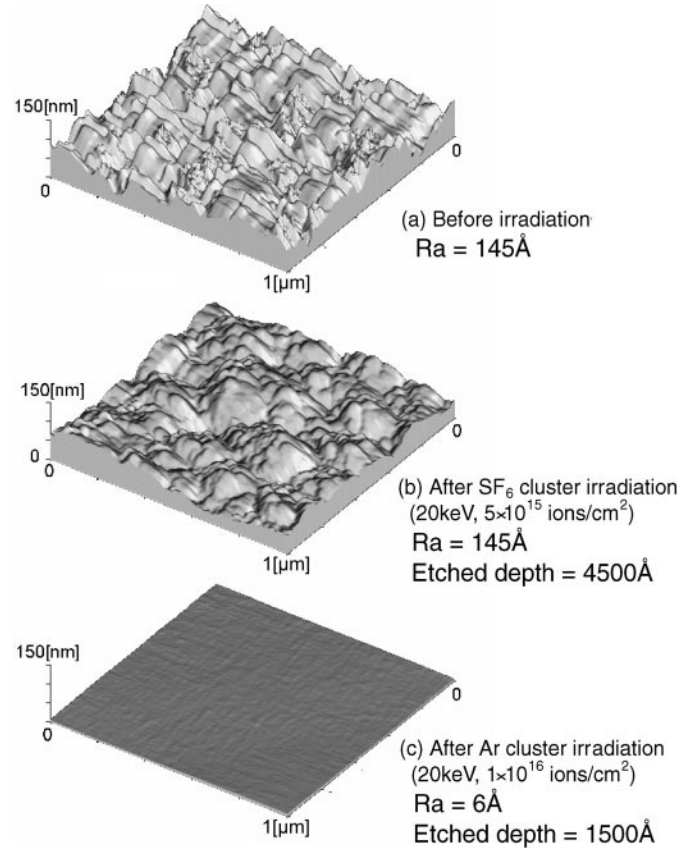 150[nm]
0
0
1[µm]
(a) Before irradiation
Ra = 145Å
150[nm]
0
0
1[µm]
(b) After SF₆ cluster irradiation
(20keV, 5×10¹⁵ ions/cm²)
Ra = 145Å
Etched depth = 4500Å
150[nm]
0
0
1[µm]
(c) After Ar cluster irradiation
(20keV, 1×10¹⁶ ions/cm²)
Ra = 6Å
Etched depth = 1500Å